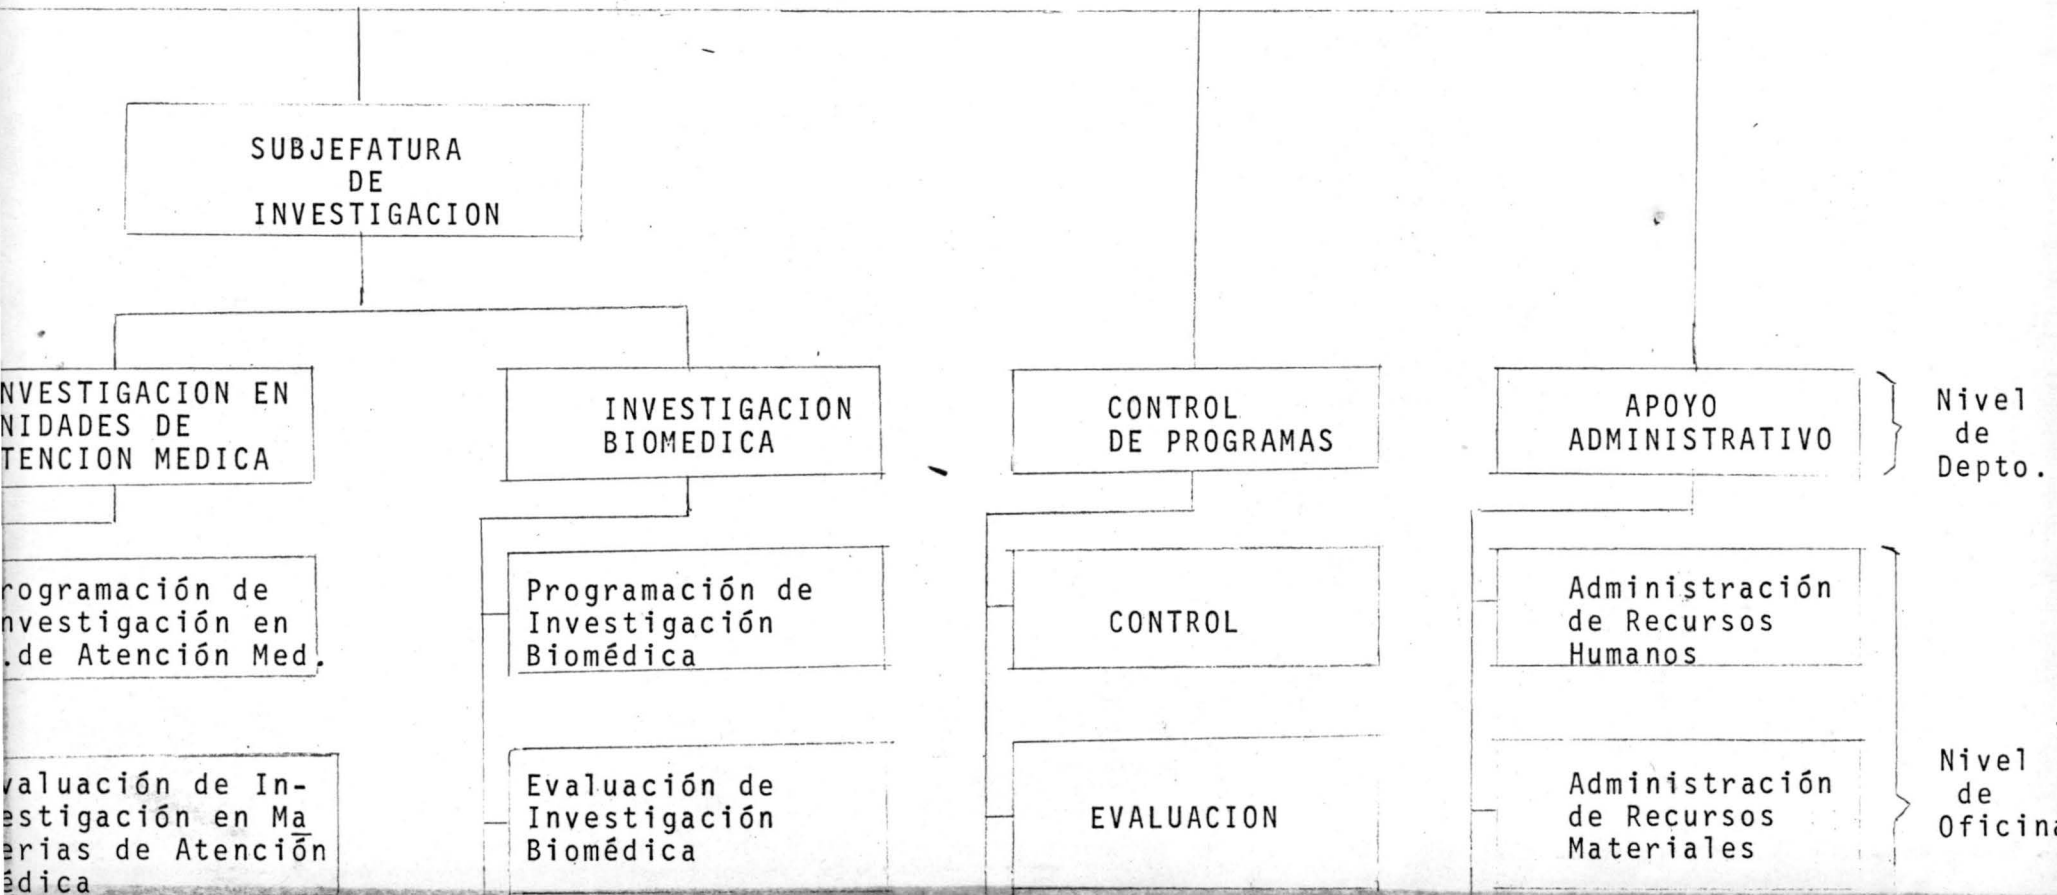 SUBJEFATURA
DE
INVESTIGACION
NVESTIGACION EN
NIDADES DE
TENCION MEDICA
INVESTIGACION
BIOMEDICA
CONTROL
DE PROGRAMAS
APOYO
ADMINISTRATIVO
Nivel
de
Depto.
rogramación de
nvestigación en
.de Atención Med.
Programación de
Investigación
Biomédica
CONTROL
Administración
de Recursos
Humanos
valuación de In-
estigación en Ma
erias de Atención
édica
Evaluación de
Investigación
Biomédica
EVALUACION
Administración
de Recursos
Materiales
Nivel
de
Oficina